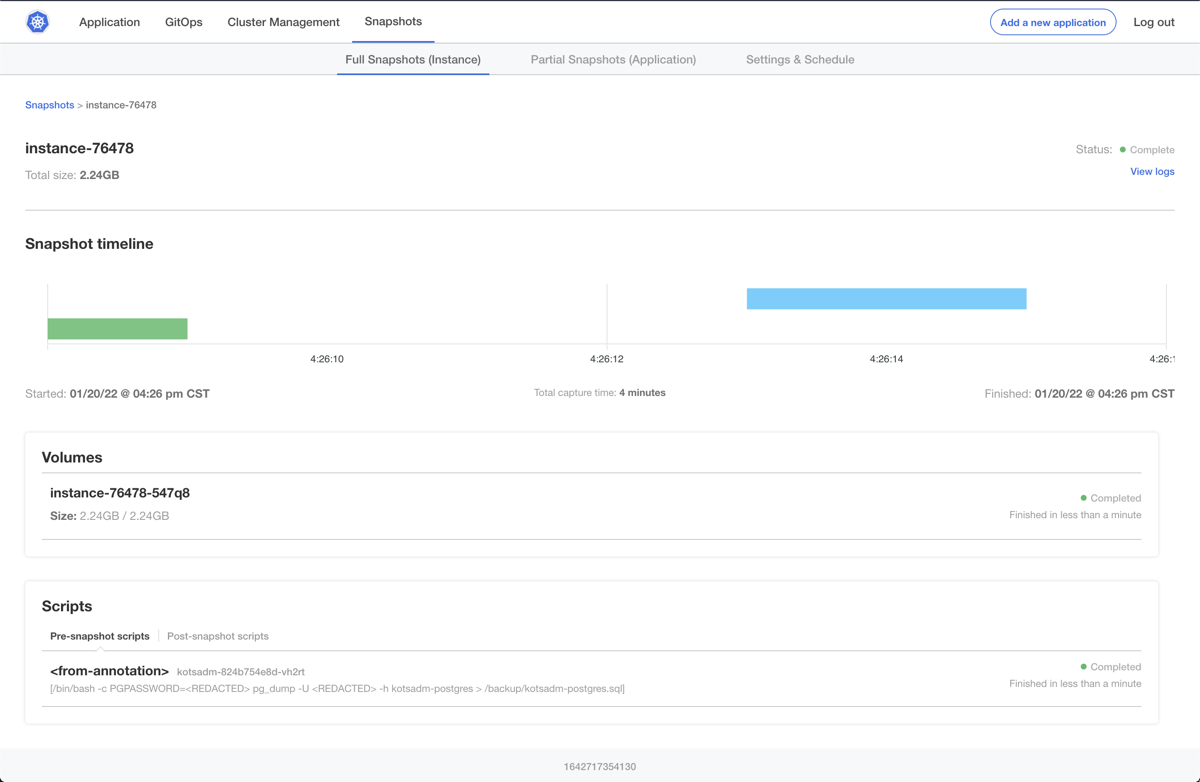 Application GitOps Cluster Management Snapshots Add a new application Log out
Full Snapshots (Instance) Partial Snapshots (Application) Settings & Schedule
Snapshots > instance-76478
instance-76478
Status: Complete
Total size: 2.24GB
View logs
Snapshot timeline
4:26:10 4:26:12 4:26:14 4:26:1
Started: 01/20/22 @ 04:26 pm CST Total capture time: 4 minutes Finished: 01/20/22 @ 04:26 pm CST
Volumes
instance-76478-547q8
Completed
Size: 2.24GB / 2.24GB
Finished in less than a minute
Scripts
Pre-snapshot scripts Post-snapshot scripts
<from-annotation> kotsadm-824b754e8d-vh2rt
Completed
[/bin/bash -c PGPASSWORD=<REDACTED> pg_dump -U <REDACTED> -h kotsadm-postgres > /backup/kotsadm-postgres.sql]
Finished in less than a minute
1642717354130